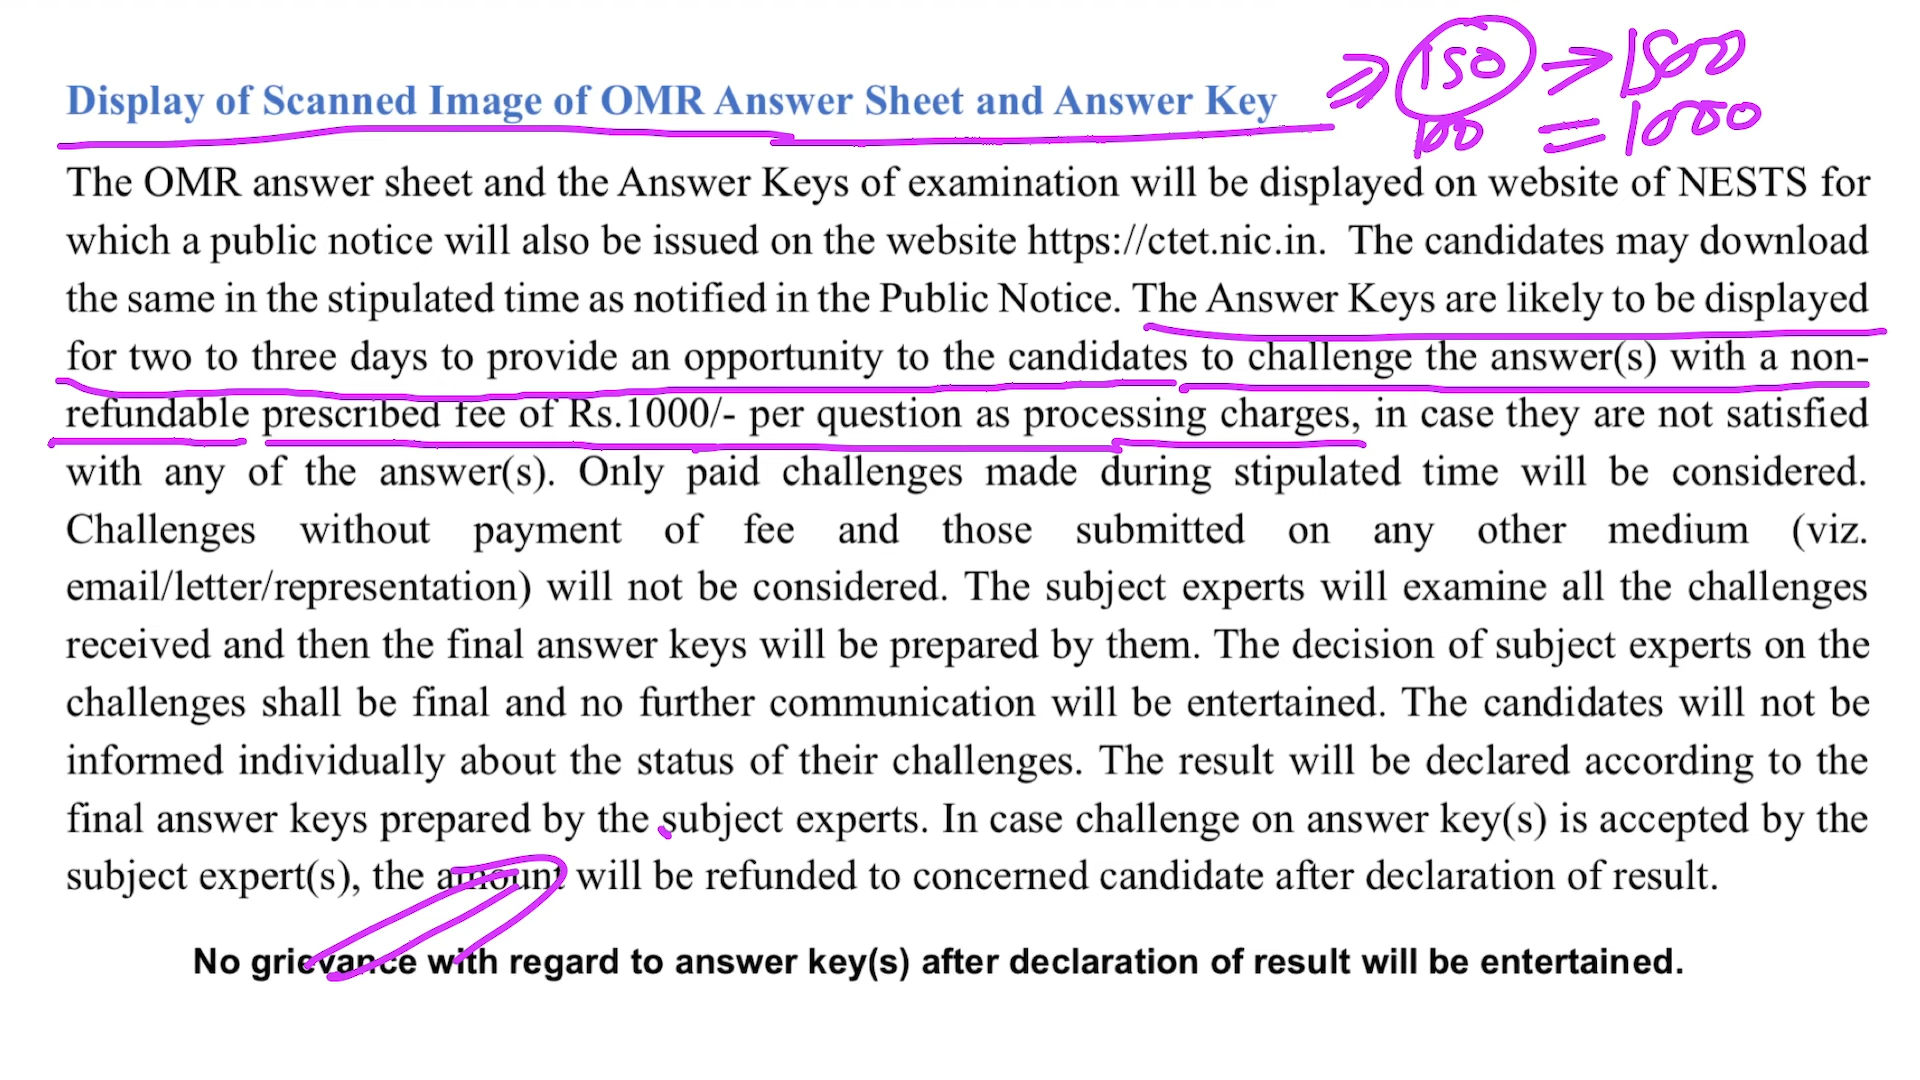 Display of Scanned Image of OMR Answer Sheet and Answer Key ⇒ 150 → 1500
100 = 1000
The OMR answer sheet and the Answer Keys of examination will be displayed on website of NESTS for
which a public notice will also be issued on the website https://ctet.nic.in. The candidates may download
the same in the stipulated time as notified in the Public Notice. The Answer Keys are likely to be displayed
for two to three days to provide an opportunity to the candidates to challenge the answer(s) with a non-
refundable prescribed fee of Rs.1000/- per question as processing charges, in case they are not satisfied
with any of the answer(s). Only paid challenges made during stipulated time will be considered.
Challenges without payment of fee and those submitted on any other medium (viz.
email/letter/representation) will not be considered. The subject experts will examine all the challenges
received and then the final answer keys will be prepared by them. The decision of subject experts on the
challenges shall be final and no further communication will be entertained. The candidates will not be
informed individually about the status of their challenges. The result will be declared according to the
final answer keys prepared by the subject experts. In case challenge on answer key(s) is accepted by the
subject expert(s), the amount will be refunded to concerned candidate after declaration of result.
No grievance with regard to answer key(s) after declaration of result will be entertained.